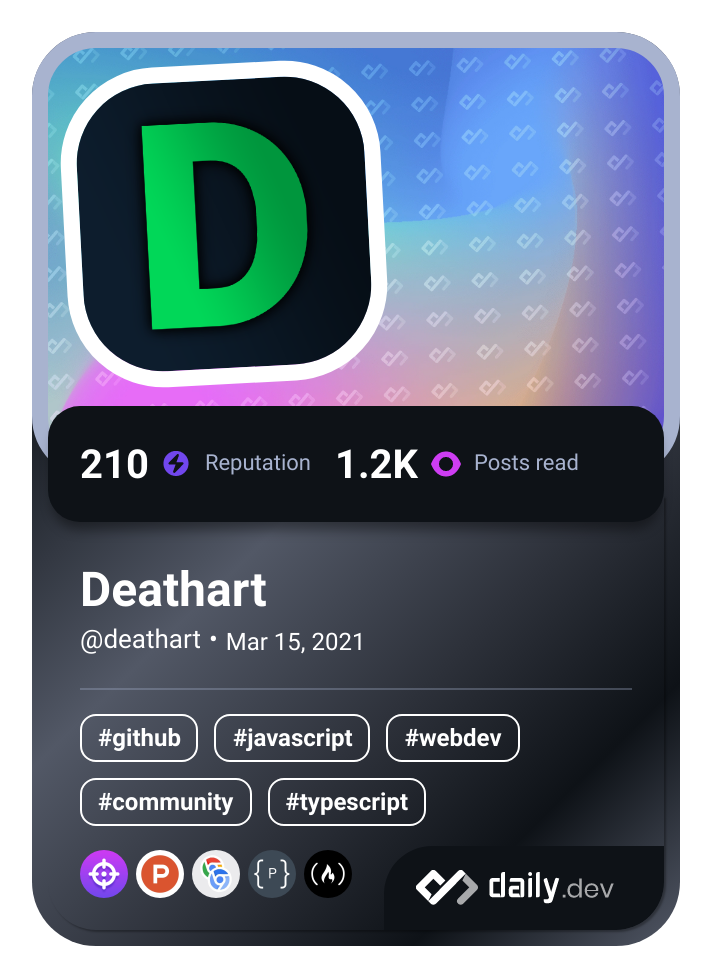 D
210 Reputation 1.2K Posts read
Deathart
@deathart • Mar 15, 2021
#github #javascript #webdev
#community #typescript
P {P}
daily.dev